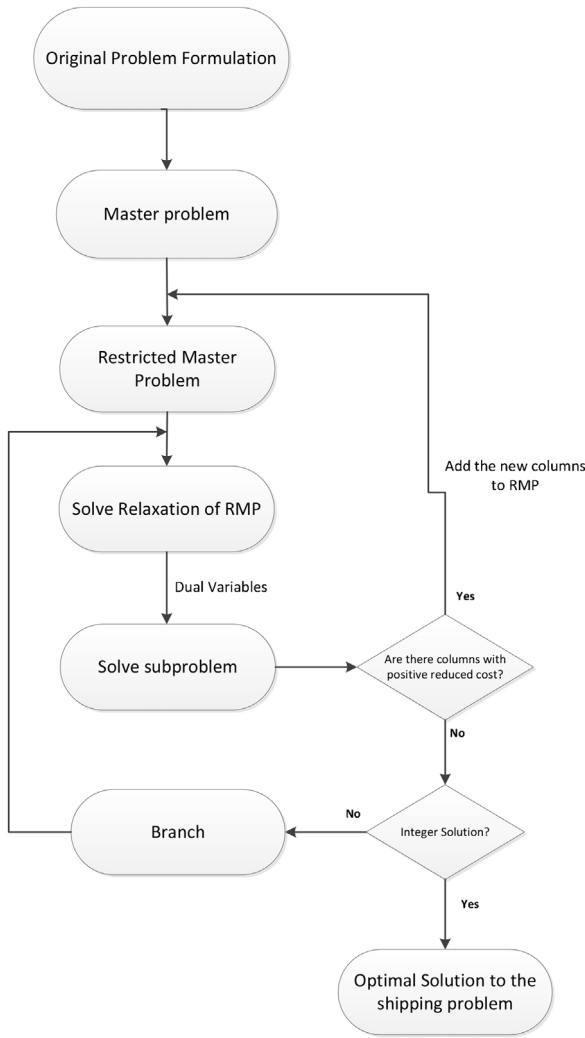 Original Problem Formulation
Master problem
Restricted Master
Problem
Add the new columns
to RMP
Solve Relaxation of RMP
Dual Variables
Yes
Solve subproblem
Are there columns with
positive reduced cost?
No
No
Branch
Integer Solution?
Yes
Optimal Solution to the
shipping problem